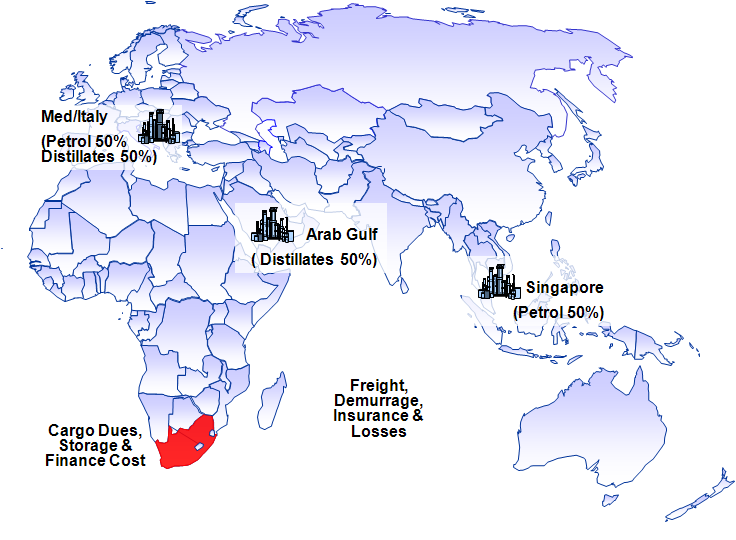 Med/Italy
(Petrol 50%
Distillates 50%)
Arab Gulf
( Distillates 50%)
Singapore
(Petrol 50%)
Freight,
Demurrage,
Insurance &
Losses
Cargo Dues,
Storage &
Finance Cost